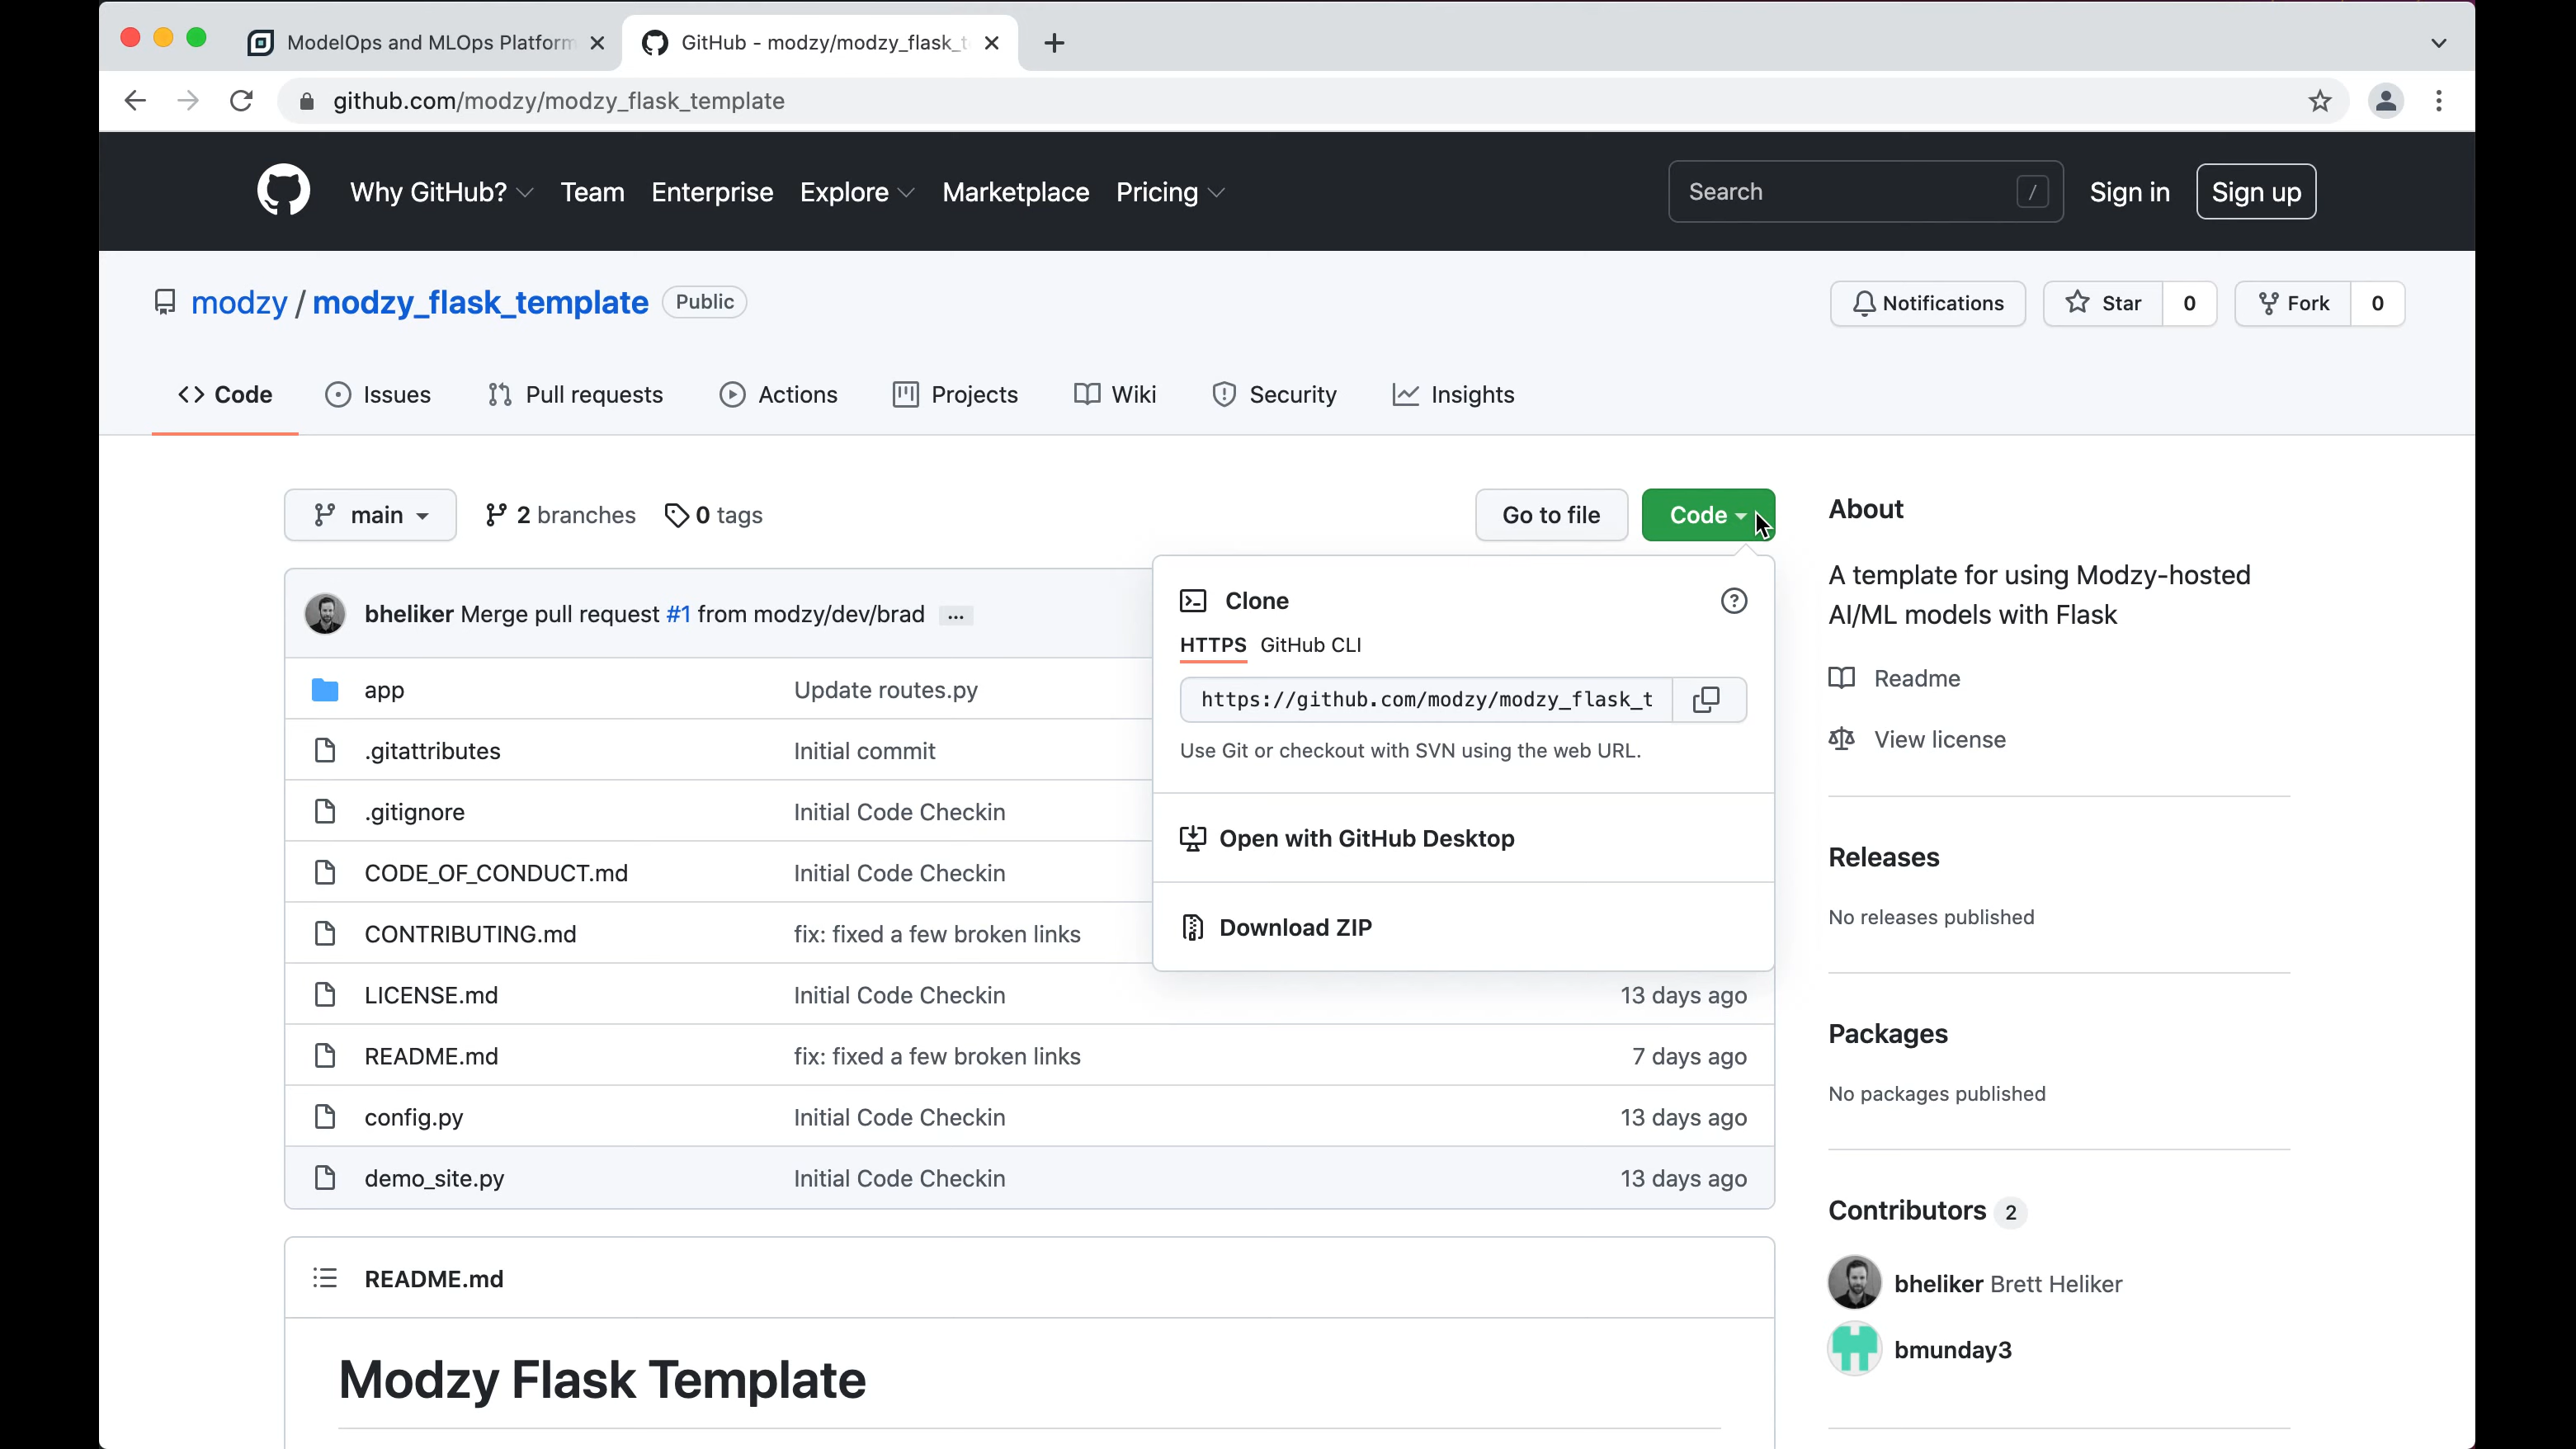 ModelOps and MLOps Platform
GitHub - modzy/modzy_flask_t
github.com/modzy/modzy_flask_template
Why GitHub? Team Enterprise Explore Marketplace Pricing
Search /
Sign in Sign up
modzy / modzy_flask_template Public
Notifications Star 0 Fork 0
Code Issues Pull requests Actions Projects Wiki Security Insights
main 2 branches 0 tags
Go to file Code
bheliker Merge pull request #1 from modzy/dev/brad ...
app Update routes.py
.gitattributes Initial commit
.gitignore Initial Code Checkin
CODE_OF_CONDUCT.md Initial Code Checkin
CONTRIBUTING.md fix: fixed a few broken links
LICENSE.md Initial Code Checkin 13 days ago
README.md fix: fixed a few broken links 7 days ago
config.py Initial Code Checkin 13 days ago
demo_site.py Initial Code Checkin 13 days ago
Clone
HTTPS GitHub CLI
https://github.com/modzy/modzy_flask_t
Use Git or checkout with SVN using the web URL.
Open with GitHub Desktop
Download ZIP
README.md
Modzy Flask Template
About
A template for using Modzy-hosted
AI/ML models with Flask
Readme
View license
Releases
No releases published
Packages
No packages published
Contributors 2
bheliker Brett Heliker
bmunday3